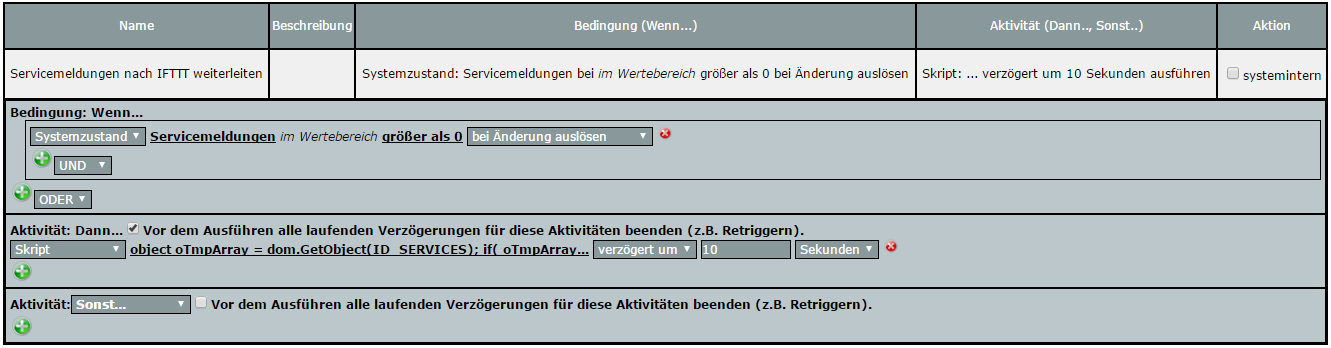 Name Beschreibung Bedingung (Wenn...) Aktivität (Dann.., Sonst..) Aktion
Servicemeldungen nach IFTTT weiterleiten Systemzustand: Servicemeldungen bei im Wertebereich größer als 0 bei Änderung auslösen Skript: ... verzögert um 10 Sekunden ausführen systemintern
Bedingung: Wenn...
Systemzustand Servicemeldungen im Wertebereich größer als 0 bei Änderung auslösen
UND
ODER
Aktivität: Dann... Vor dem Ausführen alle laufenden Verzögerungen für diese Aktivitäten beenden (z.B. Retriggern).
Skript object oTmpArray = dom.GetObject(ID_SERVICES); if( oTmpArray... verzögert um 10 Sekunden
Aktivität: Sonst... Vor dem Ausführen alle laufenden Verzögerungen für diese Aktivitäten beenden (z.B. Retriggern).